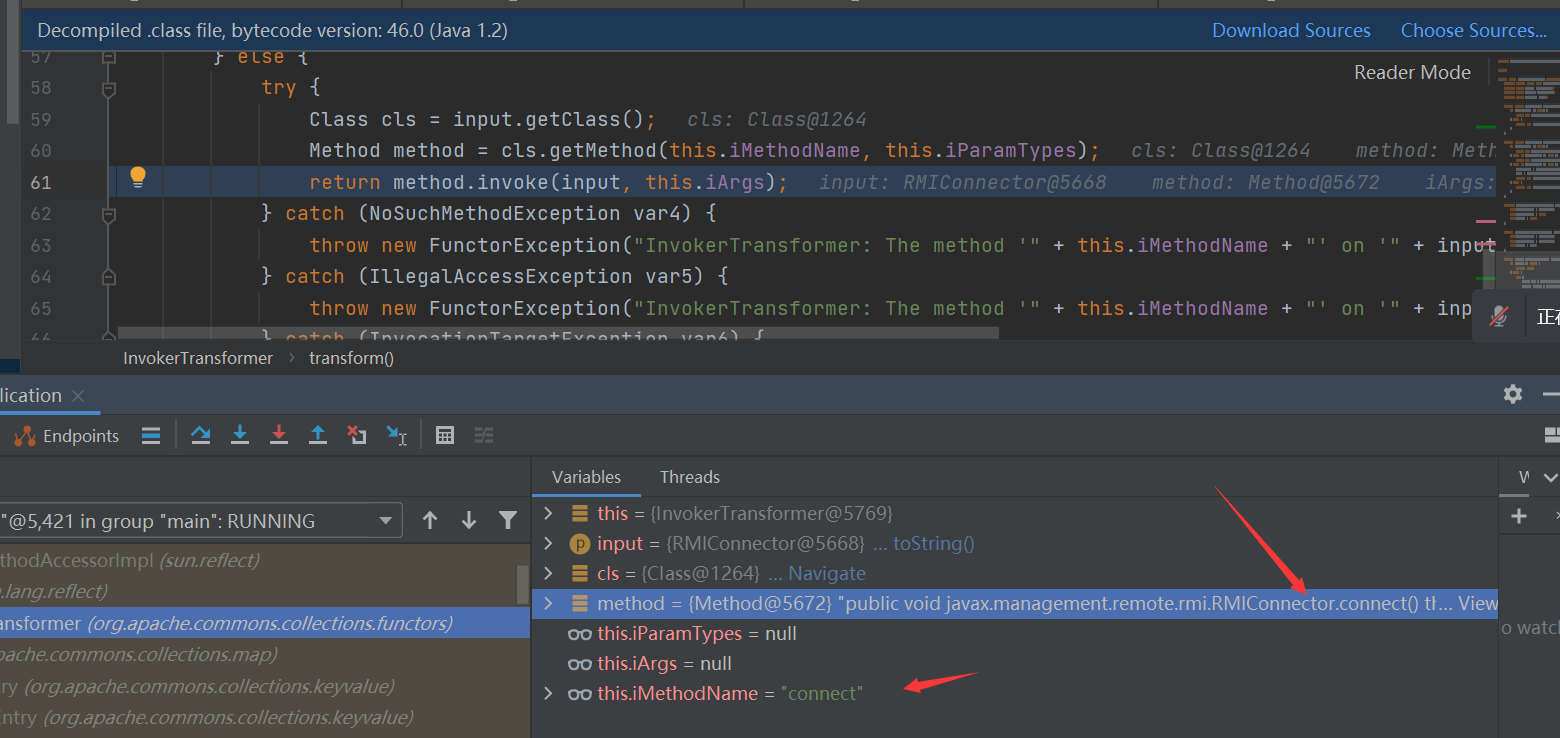 Decompiled .class file, bytecode version: 46.0 (Java 1.2) Download Sources Choose Sources...
57 } else {
Reader Mode
58 try {
59 Class cls = input.getClass(); cls: Class@1264
60 Method method = cls.getMethod(this.iMethodName, this.iParamTypes); cls: Class@1264 method: Meth
61 return method.invoke(input, this.iArgs); input: RMIConnector@5668 method: Method@5672 iArgs:
62 } catch (NoSuchMethodException var4) {
63 throw new FunctorException("InvokerTransformer: The method '" + this.iMethodName + "' on '" + input
64 } catch (IllegalAccessException var5) {
65 throw new FunctorException("InvokerTransformer: The method '" + this.iMethodName + "' on '" + inp
66 } catch (InvocationTargetException var6) {
正在
InvokerTransformer › transform()
lication
Endpoints
Variables Threads
"@5,421 in group "main": RUNNING
thodAccessorImpl (sun.reflect)
.lang.reflect)
ansformer (org.apache.commons.collections.functors)
pache.commons.collections.map)
ry (org.apache.commons.collections.keyvalue)
Entry (org.apache.commons.collections.keyvalue)
this = {InvokerTransformer@5769}
input = {RMIConnector@5668} ... toString()
cls = {Class@1264} ... Navigate
method = {Method@5672} "public void javax.management.remote.rmi.RMIConnector.connect() th... View
this.iParamTypes = null
this.iArgs = null
this.iMethodName = "connect"
o watch